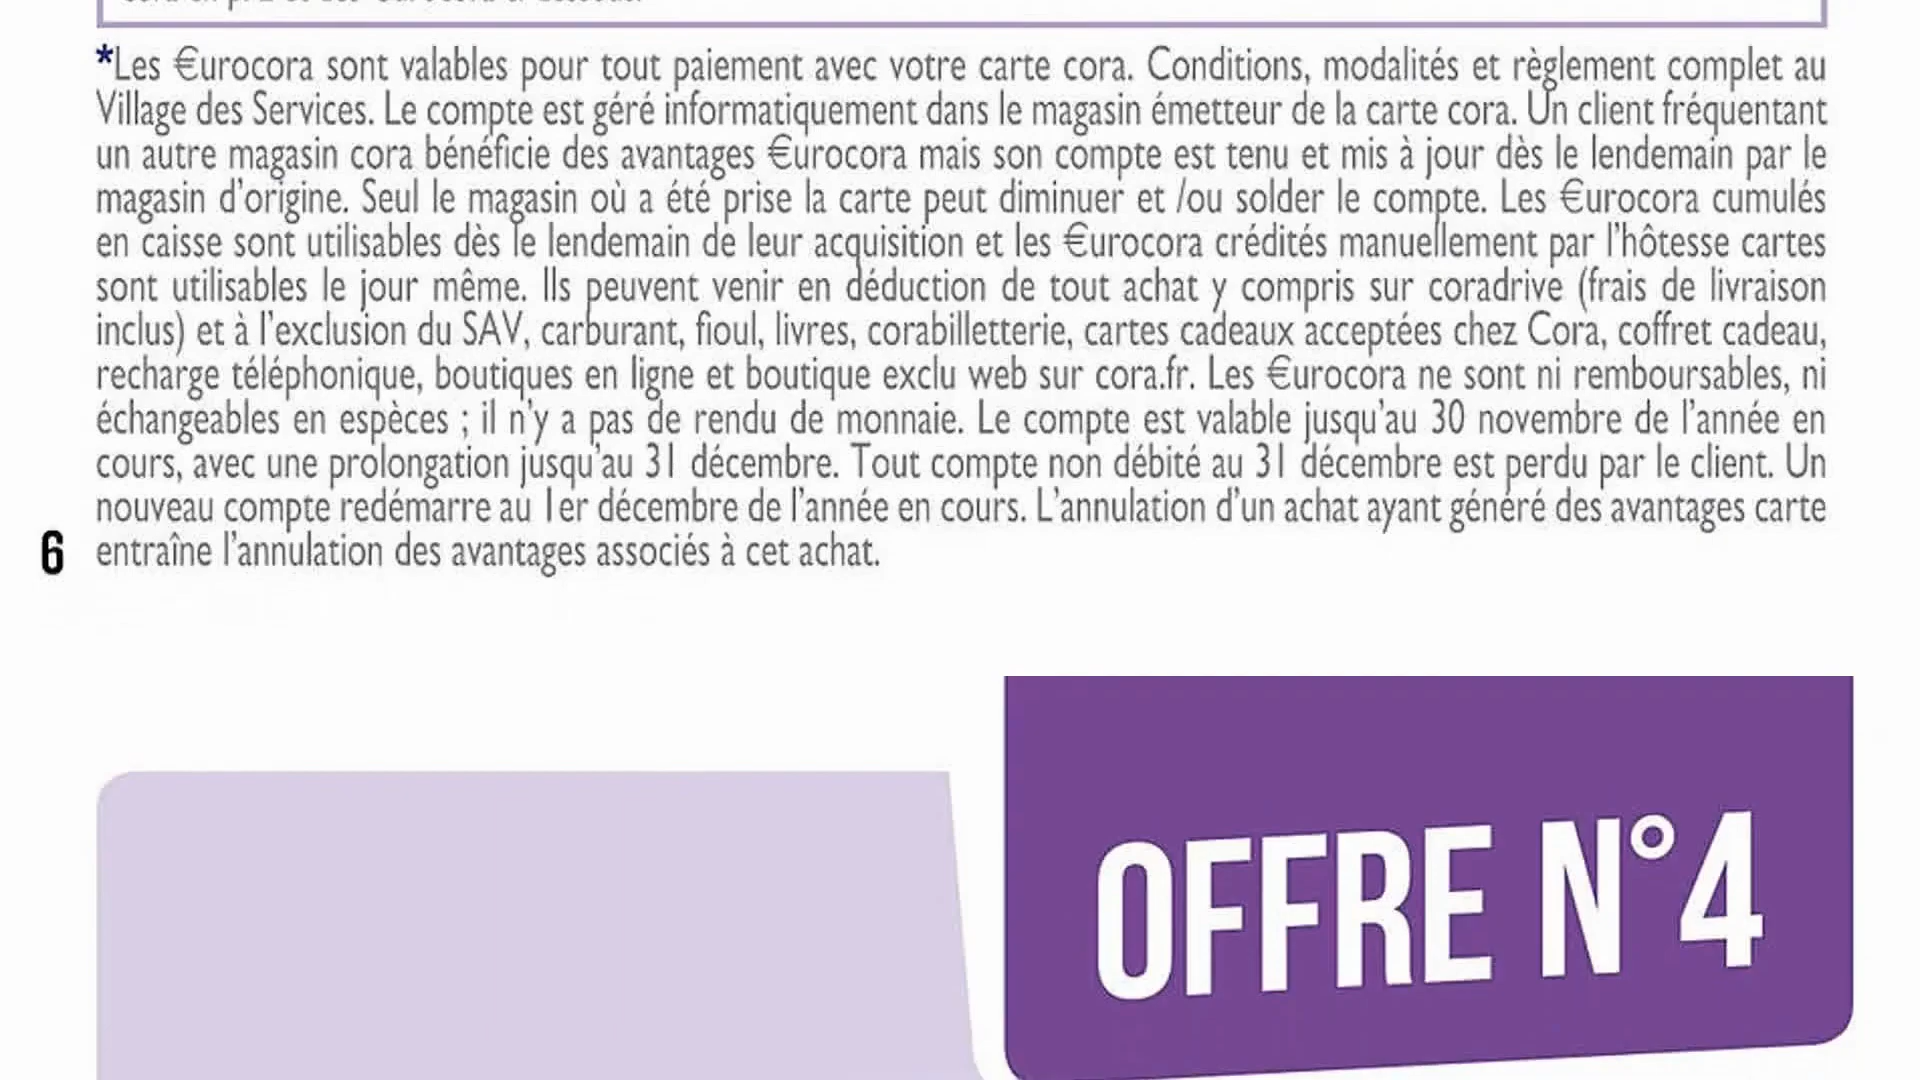 *Les €urocora sont valables pour tout paiement avec votre carte cora. Conditions, modalités et règlement complet au
Village des Services. Le compte est géré informatiquement dans le magasin émetteur de la carte cora. Un client fréquentant
un autre magasin cora bénéficie des avantages €urocora mais son compte est tenu et mis à jour dès le lendemain par le
magasin d'origine. Seul le magasin où a été prise la carte peut diminuer et /ou solder le compte. Les €urocora cumulés
en caisse sont utilisables dès le lendemain de leur acquisition et les €urocora crédités manuellement par l'hôtesse cartes
sont utilisables le jour même. Ils peuvent venir en déduction de tout achat y compris sur coradrive (frais de livraison
inclus) et à l'exclusion du SAV, carburant, fioul, livres, corabilletterie, cartes cadeaux acceptées chez Cora, coffret cadeau,
recharge téléphonique, boutiques en ligne et boutique exclu web sur cora.fr. Les €urocora ne sont ni remboursables, ni
échangeables en espèces ; il n'y a pas de rendu de monnaie. Le compte est valable jusqu'au 30 novembre de l'année en
cours, avec une prolongation jusqu'au 31 décembre. Tout compte non débité au 31 décembre est perdu par le client. Un
nouveau compte redémarre au 1er décembre de l'année en cours. L'annulation d'un achat ayant généré des avantages carte
6 entraîne l'annulation des avantages associés à cet achat.
OFFRE N°4